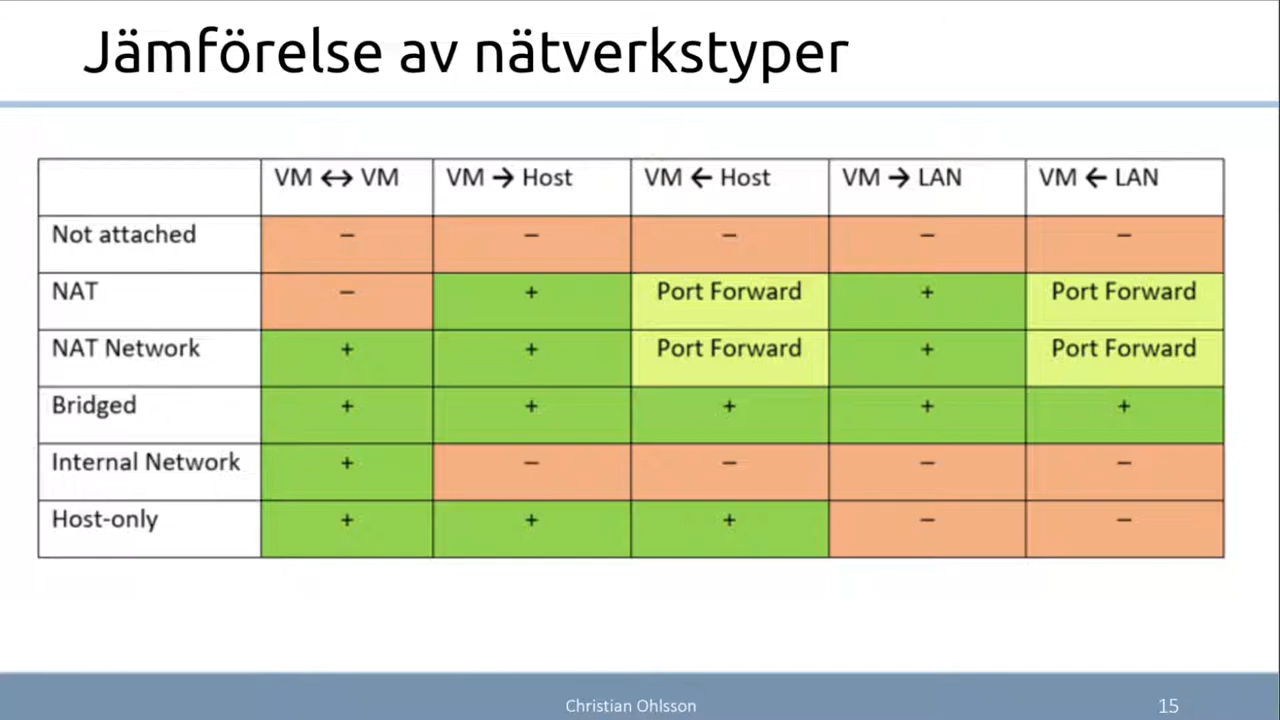 Jämförelse av nätverkstyper
VM ↔ VM VM → Host VM ← Host VM → LAN VM ← LAN
Not attached – – – – –
NAT – + Port Forward + Port Forward
NAT Network + + Port Forward + Port Forward
Bridged + + + + +
Internal Network + – – – –
Host-only + + + – –
Christian Ohlsson 15